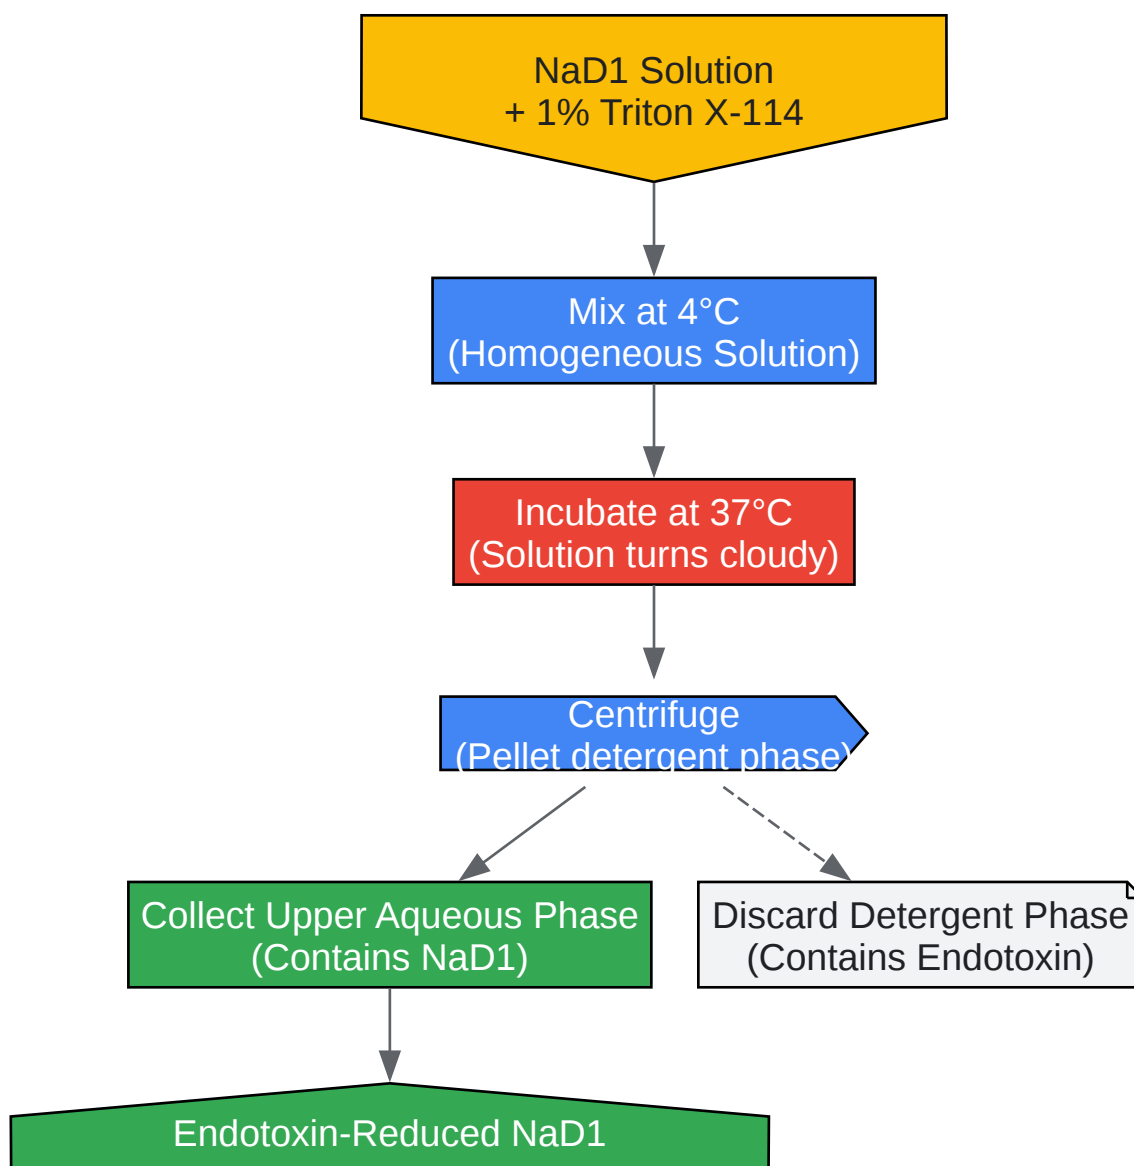 NaD1 Solution
+ 1% Triton X-114
Mix at 4°C
(Homogeneous Solution)
Incubate at 37°C
(Solution turns cloudy)
Centrifuge
(Pellet detergent phase)
Collect Upper Aqueous Phase
(Contains NaD1)
Discard Detergent Phase
(Contains Endotoxin)
Endotoxin-Reduced NaD1